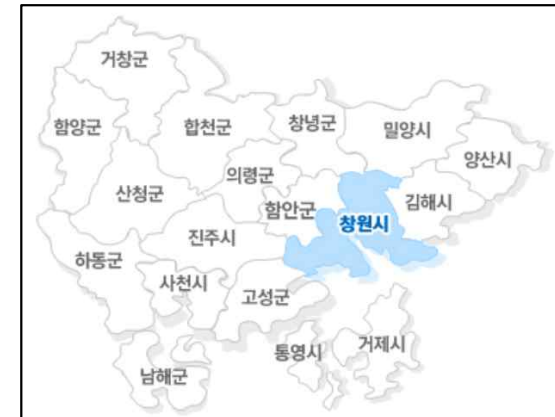 거창군
함양군
합천군
창녕군
밀양시
양산시
의령군
산청군
함안군
창원시
김해시
진주시
하동군
사천시
고성군
통영시
거제시
남해군